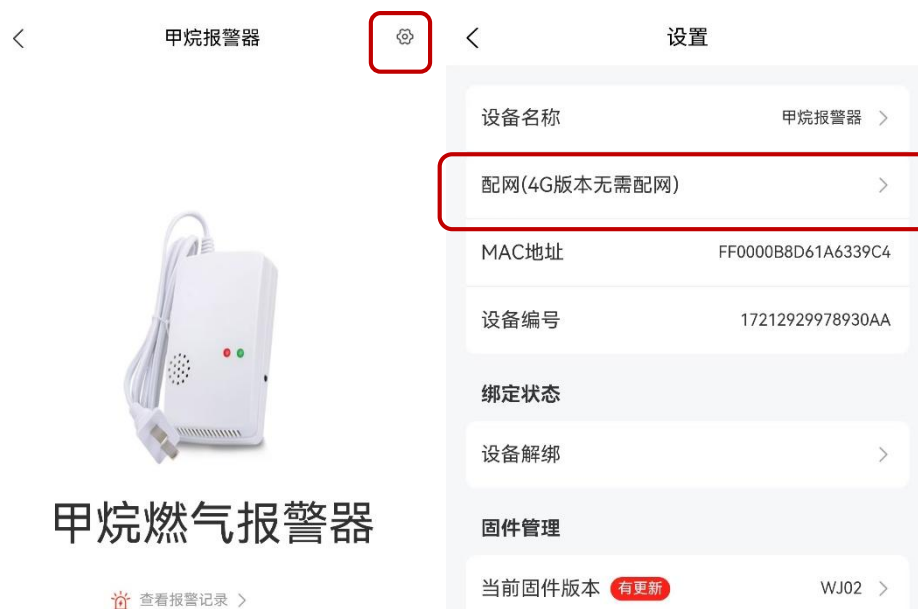 甲烷报警器
甲烷燃气报警器
查看报警记录
设置
设备名称 甲烷报警器
配网(4G版本无需配网)
MAC地址 FF0000B8D61A6339C4
设备编号 17212929978930AA
绑定状态
设备解绑
固件管理
当前固件版本 有更新 WJ02